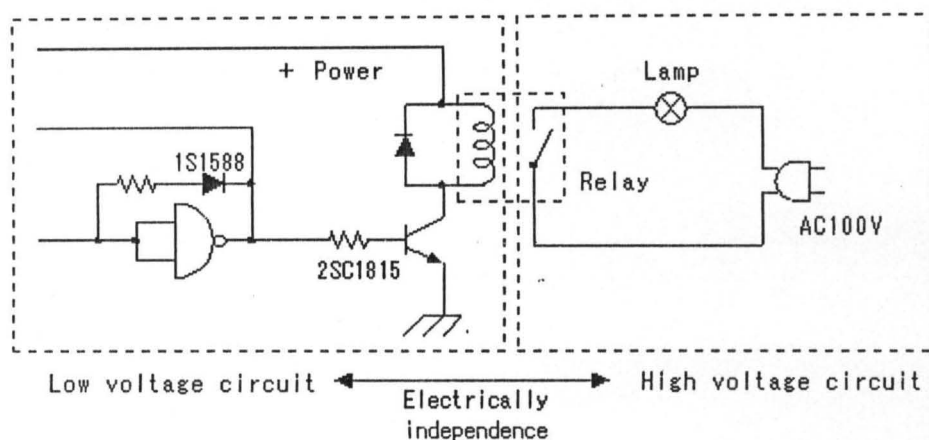 + Power
1S1588
2SC1815
Lamp
Relay
AC100V
Low voltage circuit
High voltage circuit
Electrically
independence